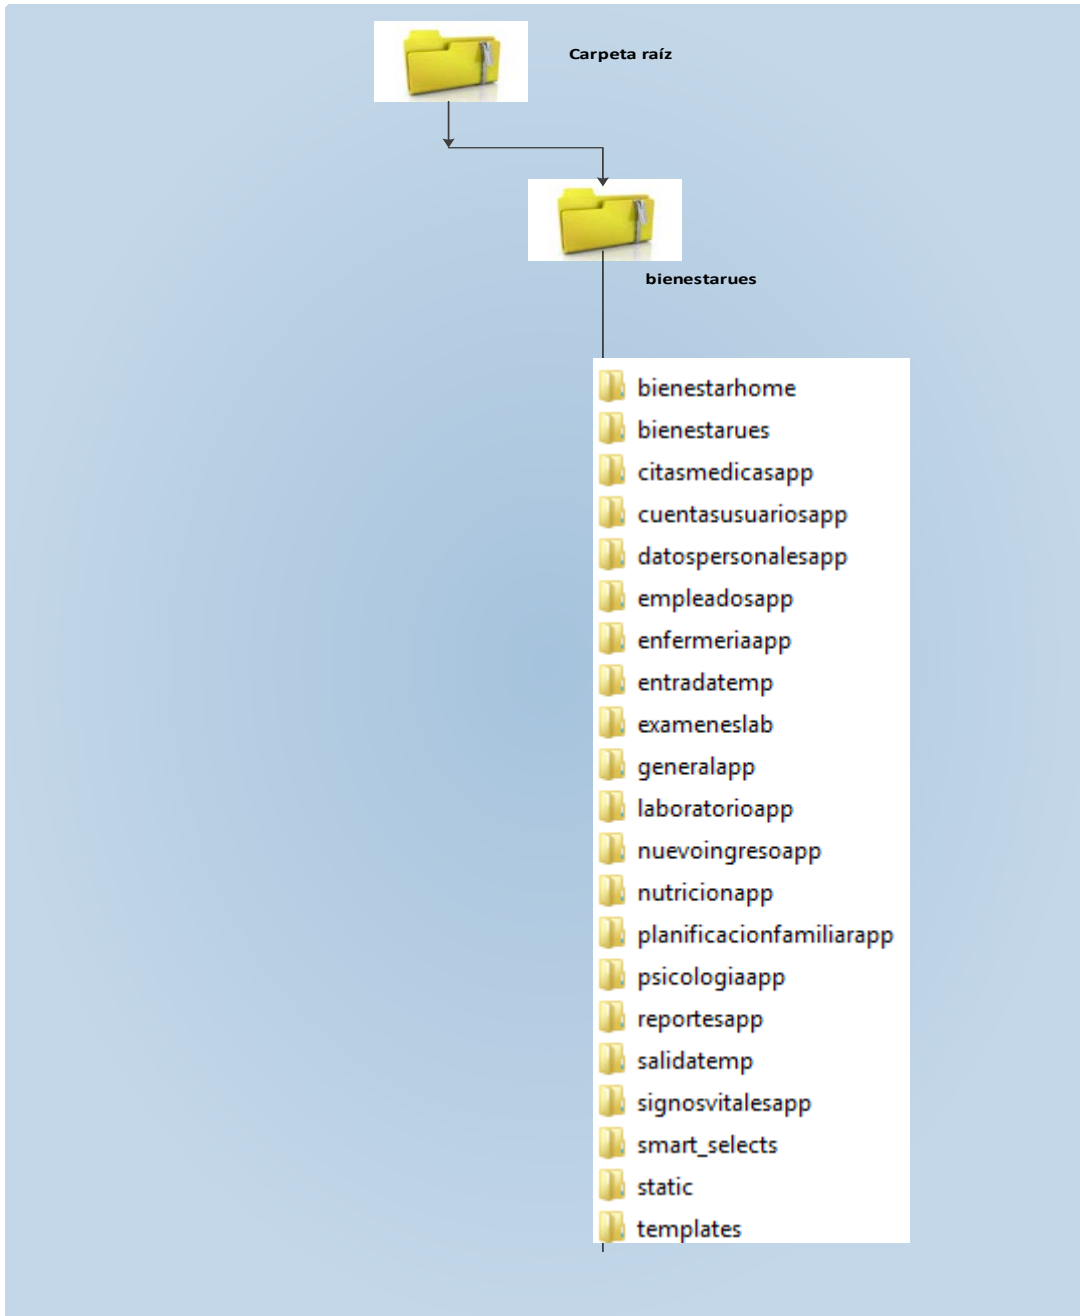 Carpeta raíz
bienestarues
bienestarhome
bienestarues
citasmedicasapp
cuentasusuariosapp
datospersonalesapp
empleadosapp
enfermeriaapp
entradatemp
exameneslab
generalapp
laboratorioapp
nuevoingresoapp
nutricionapp
planificacionfamiliarapp
psicologiaapp
reportesapp
salidatemp
signosvitalesapp
smart_selects
static
templates